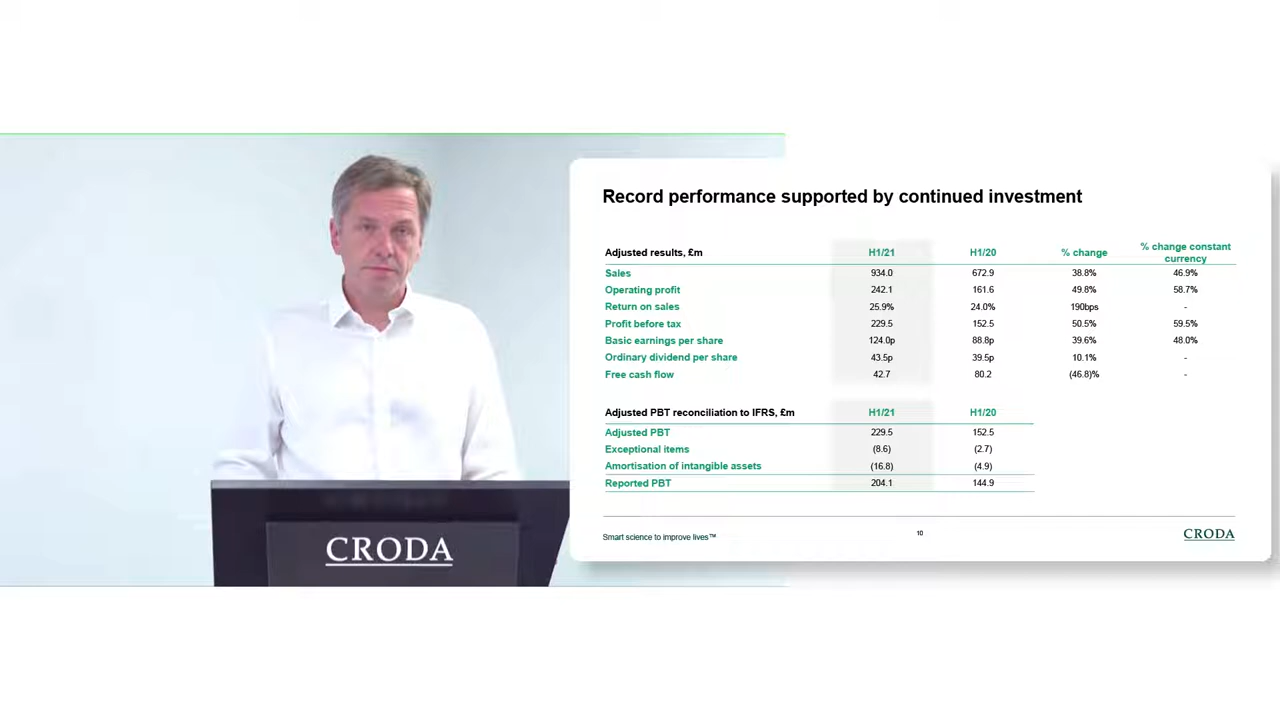 Record performance supported by continued investment
Adjusted results, £m H1/21 H1/20 % change % change constant currency
Sales 934.0 672.9 38.8% 46.9%
Operating profit 242.1 161.6 49.8% 58.7%
Return on sales 25.9% 24.0% 190bps -
Profit before tax 229.5 152.5 50.5% 59.5%
Basic earnings per share 124.0p 88.8p 39.6% 48.0%
Ordinary dividend per share 43.5p 39.5p 10.1% -
Free cash flow 42.7 80.2 (46.8)% -
Adjusted PBT reconciliation to IFRS, £m H1/21 H1/20
Adjusted PBT 229.5 152.5
Exceptional items (8.6) (2.7)
Amortisation of intangible assets (16.8) (4.9)
Reported PBT 204.1 144.9
Smart science to improve lives™ 10 CRODA
CRODA